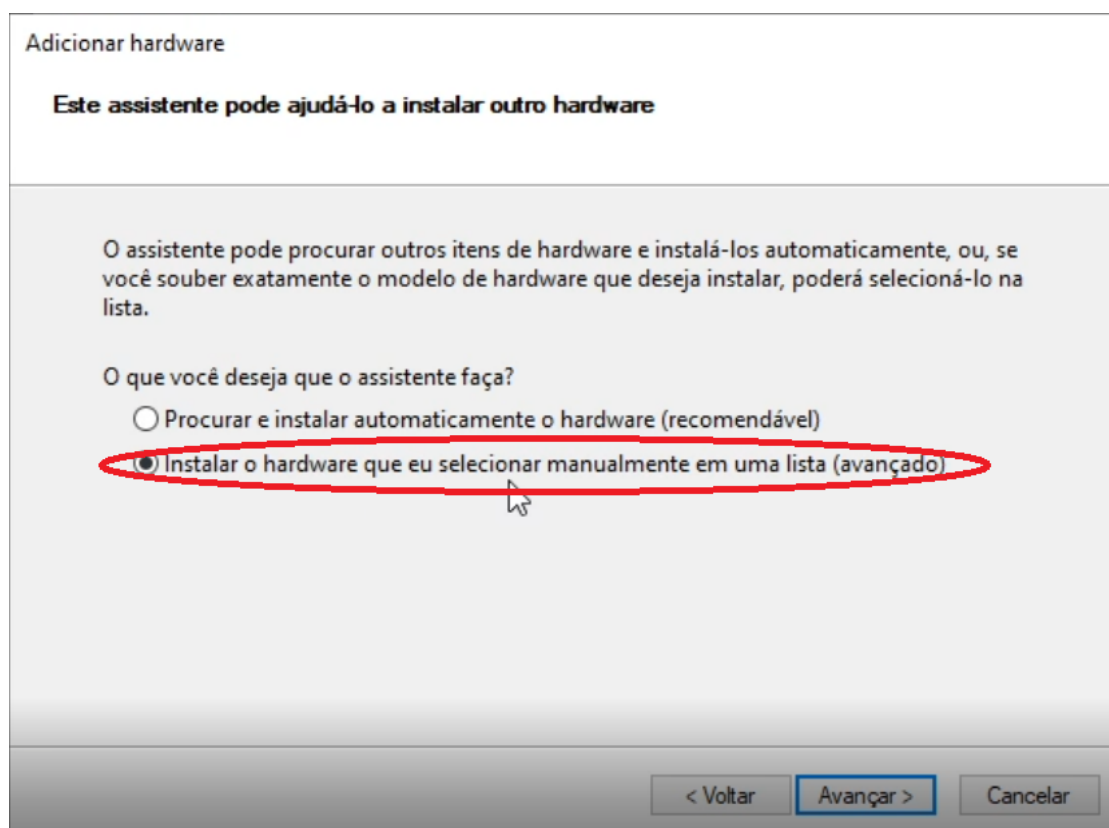 Adicionar hardware
Este assistente pode ajudá-lo a instalar outro hardware
O assistente pode procurar outros itens de hardware e instalá-los automaticamente, ou, se
você souber exatamente o modelo de hardware que deseja instalar, poderá selecioná-lo na
lista.
O que você deseja que o assistente faça?
Procurar e instalar automaticamente o hardware (recomendável)
Instalar o hardware que eu selecionar manualmente em uma lista (avançado)
< Voltar
Avançar >
Cancelar